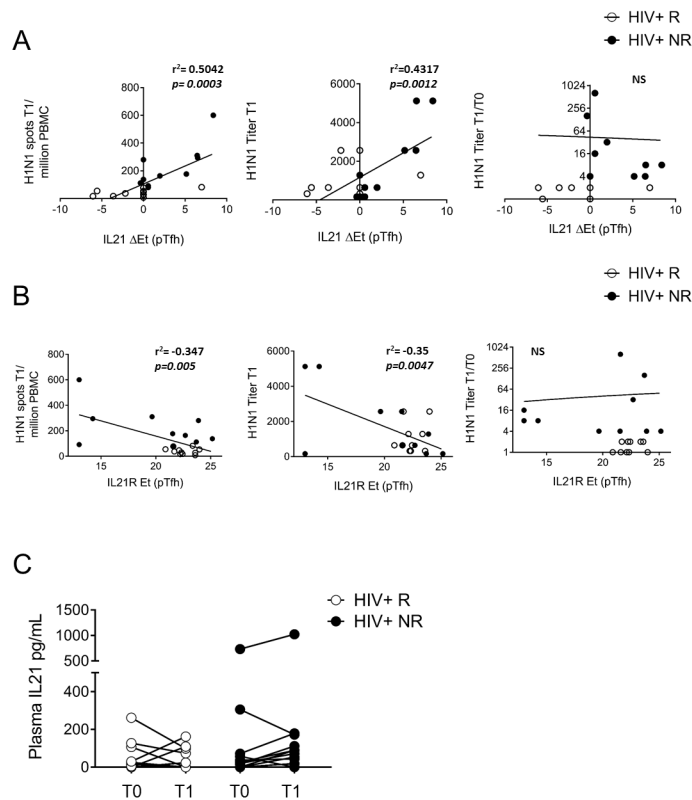 A
HIV+ R
HIV+ NR
r²= 0.5042
p= 0.0003
H1N1 spots T1/
million PBMC
800
600
400
200
-10 -5 0 5 10
IL21 ΔEt (pTfh)
r²=0.4317
p=0.0012
H1N1 Titer T1
6000
4000
2000
-10 -5 0 5 10
IL21 ΔEt (pTfh)
NS
H1N1 Titer T1/T0
1024
256
64
16
4
-10 -5 0 5 10
IL21 ΔEt (pTfh)
B
HIV+ R
HIV+ NR
r²= -0.347
p=0.005
H1N1 spots T1/
million PBMC
800
600
400
200
0
15 20 25
IL21R Et (pTfh)
r²= -0.35
p=0.0047
H1N1 Titer T1
6000
4000
2000
0
15 20 25
IL21R Et (pTfh)
NS
H1N1 Titer T1/T0
1024
256
64
16
4
1
15 20 25
IL21R Et (pTfh)
C
HIV+ R
HIV+ NR
Plasma IL21 pg/mL
1500
1000
500
400
200
0
T0 T1 T0 T1